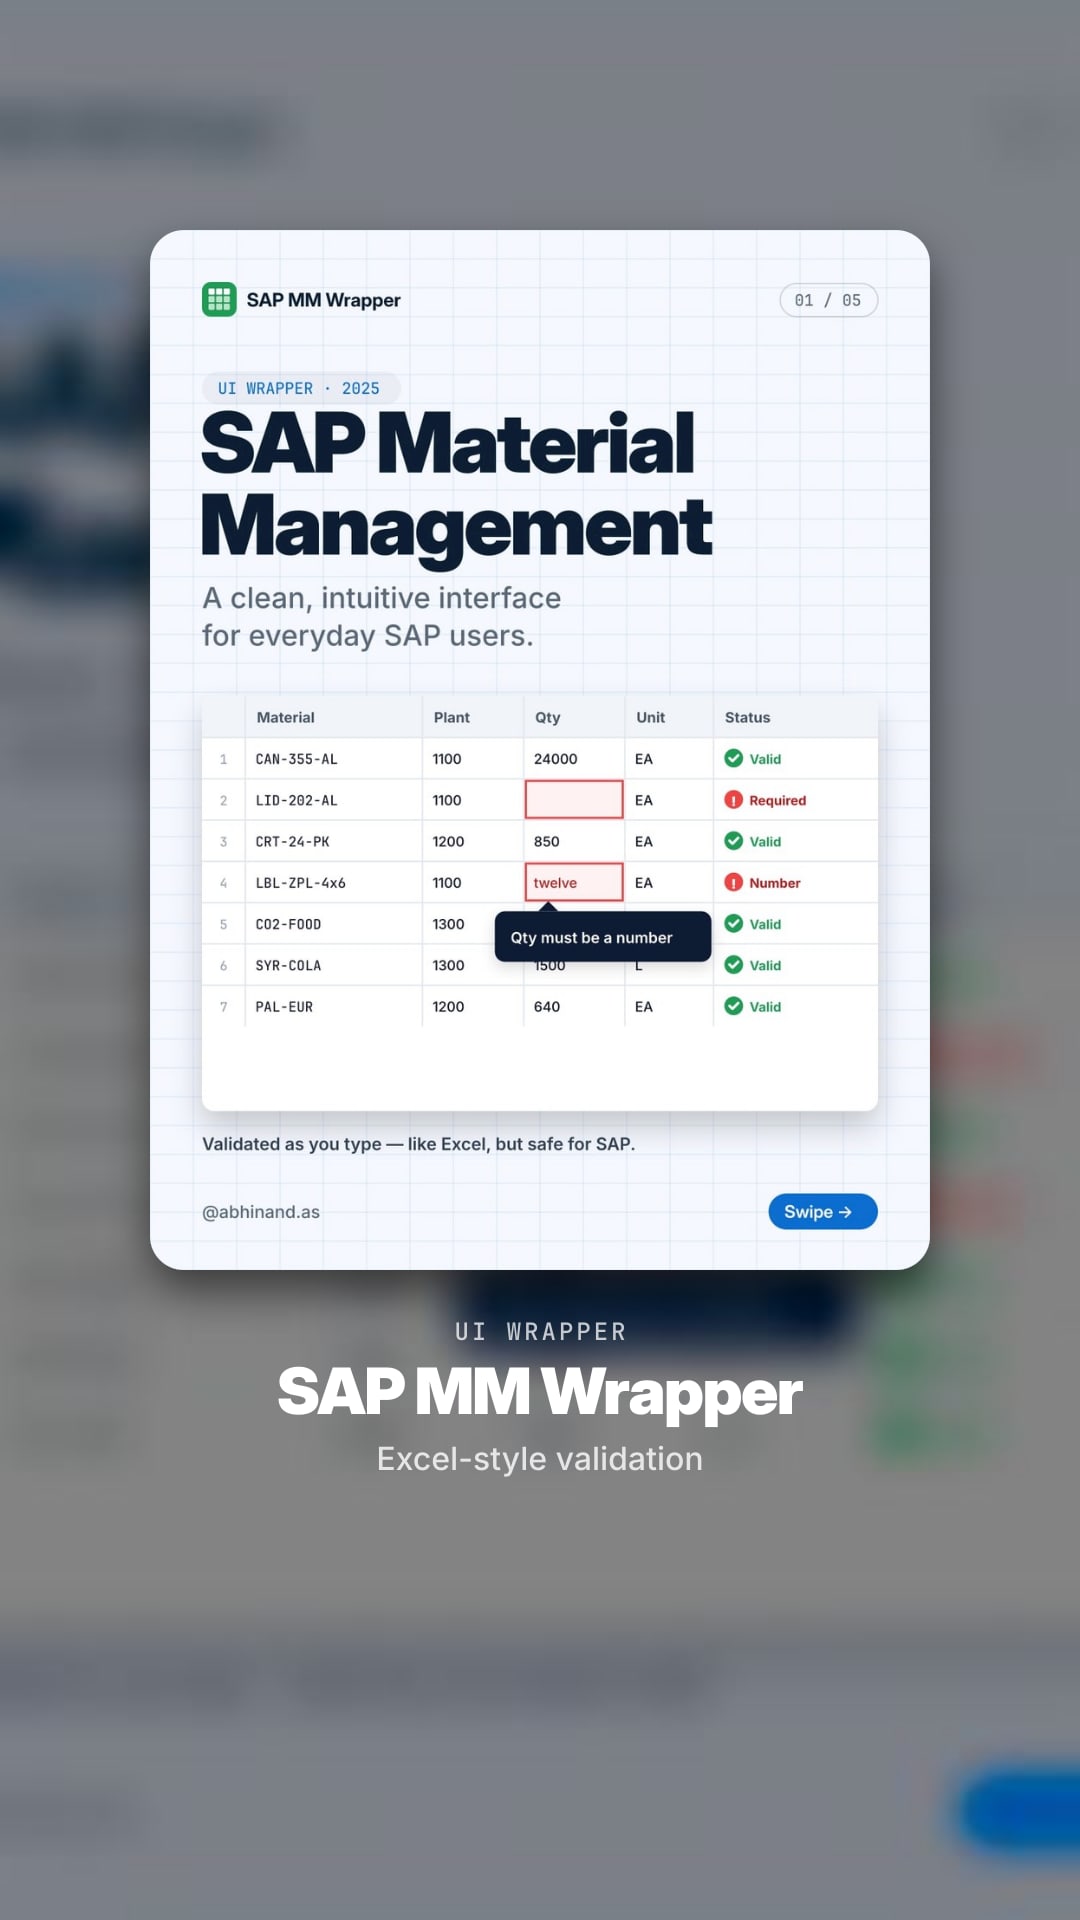 SAP MM Wrapper
01 / 05
UI WRAPPER · 2025
SAP Material
Management
A clean, intuitive interface
for everyday SAP users.
Material Plant Qty Unit Status
1 CAN-355-AL 1100 24000 EA Valid
2 LID-202-AL 1100 EA Required
3 CRT-24-PK 1200 850 EA Valid
4 LBL-ZPL-4x6 1100 twelve EA Number
5 CO2-FOOD 1300 Valid
Qty must be a number
6 SYR-COLA 1300 1500 L Valid
7 PAL-EUR 1200 640 EA Valid
Validated as you type — like Excel, but safe for SAP.
@abhinand.as
Swipe →
UI WRAPPER
SAP MM Wrapper
Excel-style validation